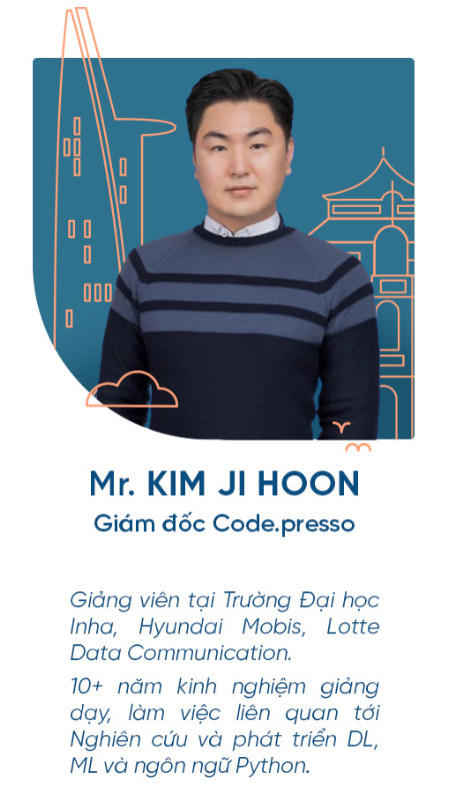 Mr. KIM JI HOON
Giám đốc Code.presso
Giảng viên tại Trường Đại học
Inha, Hyundai Mobis, Lotte
Data Communication.
10+ năm kinh nghiệm giảng
dạy, làm việc liên quan tới
Nghiên cứu và phát triển DL,
ML và ngôn ngữ Python.